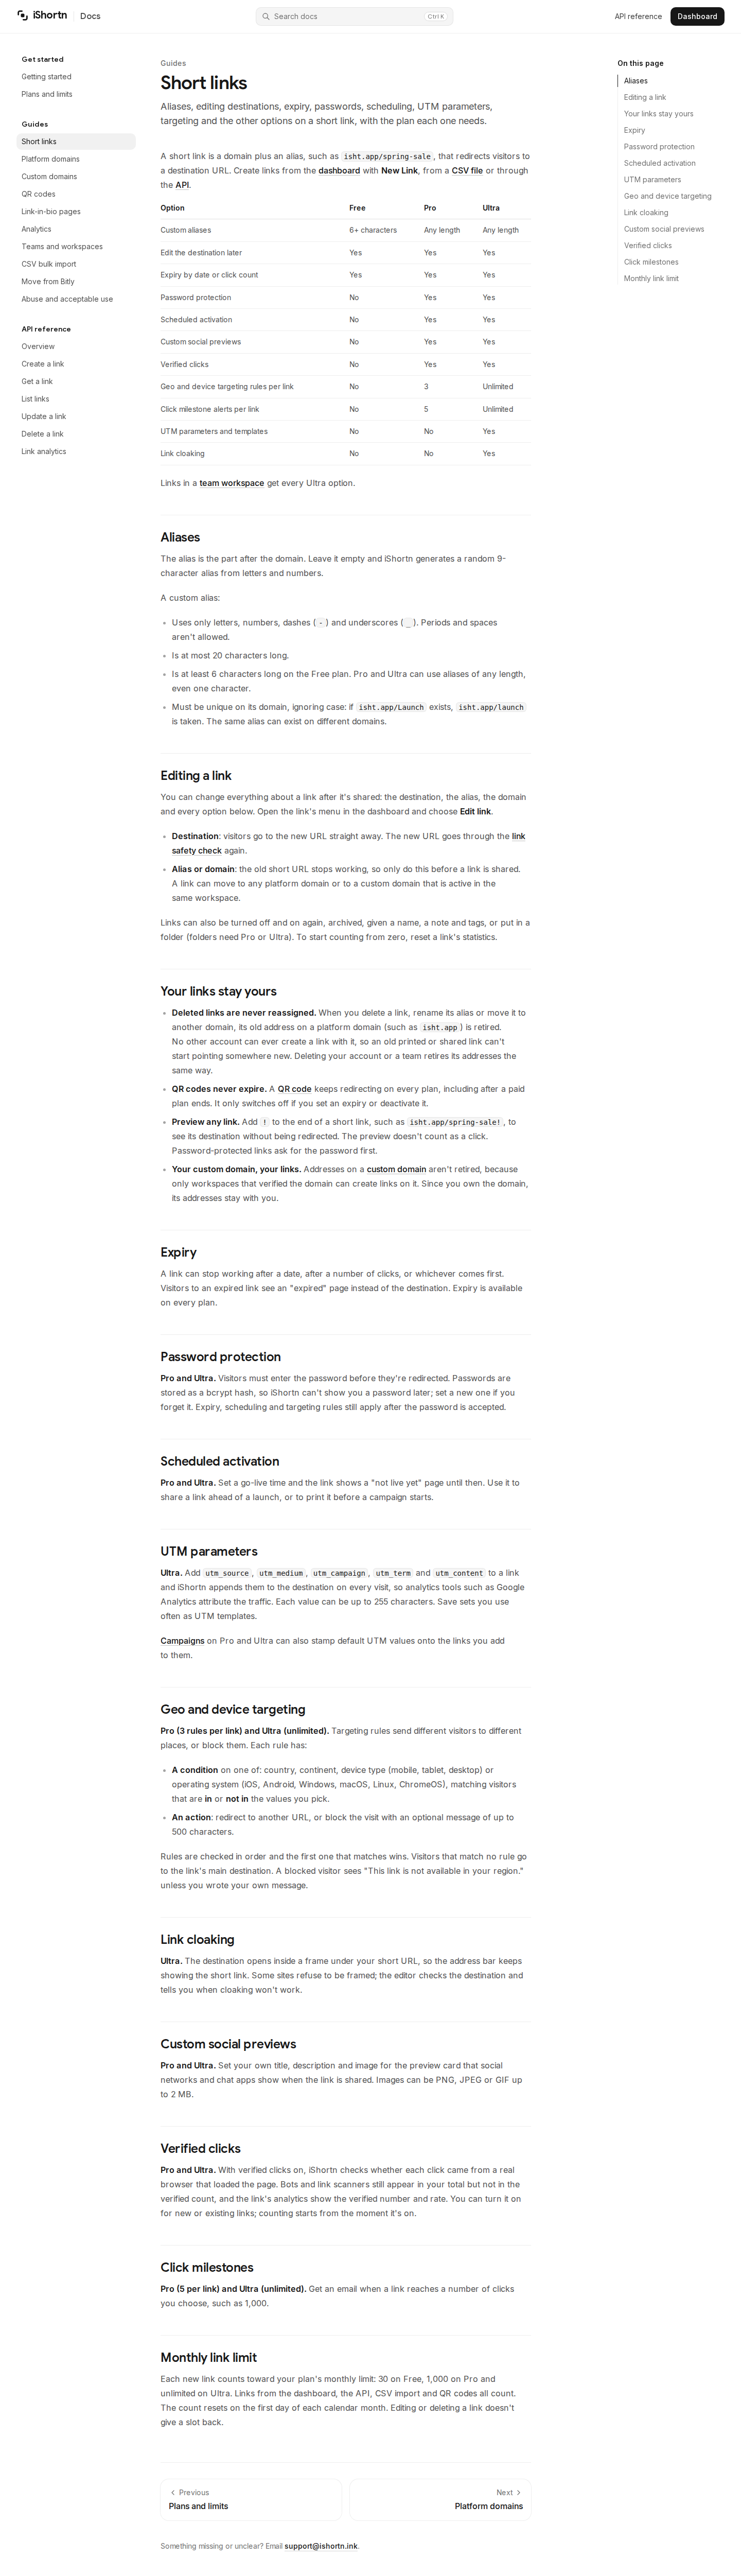 iShortn Docs
Search docs
Ctrl K
API reference
Dashboard
Get started
Getting started
Plans and limits
Guides
Short links
Platform domains
Custom domains
QR codes
Link-in-bio pages
Analytics
Teams and workspaces
CSV bulk import
Move from Bitly
Abuse and acceptable use
API reference
Overview
Create a link
Get a link
List links
Update a link
Delete a link
Link analytics
Guides
Short links
Aliases, editing destinations, expiry, passwords, scheduling, UTM parameters,
targeting and the other options on a short link, with the plan each one needs.
A short link is a domain plus an alias, such as isht.app/spring-sale , that redirects visitors to
a destination URL. Create links from the dashboard with New Link, from a CSV file or through
the API.
Option Free Pro Ultra
Custom aliases 6+ characters Any length Any length
Edit the destination later Yes Yes Yes
Expiry by date or click count Yes Yes Yes
Password protection No Yes Yes
Scheduled activation No Yes Yes
Custom social previews No Yes Yes
Verified clicks No Yes Yes
Geo and device targeting rules per link No 3 Unlimited
Click milestone alerts per link No 5 Unlimited
UTM parameters and templates No No Yes
Link cloaking No No Yes
Links in a team workspace get every Ultra option.
Aliases
The alias is the part after the domain. Leave it empty and iShortn generates a random 9-
character alias from letters and numbers.
A custom alias:
Uses only letters, numbers, dashes ( - ) and underscores ( _ ). Periods and spaces
aren't allowed.
Is at most 20 characters long.
Is at least 6 characters long on the Free plan. Pro and Ultra can use aliases of any length,
even one character.
Must be unique on its domain, ignoring case: if isht.app/Launch exists, isht.app/launch
is taken. The same alias can exist on different domains.
Editing a link
You can change everything about a link after it's shared: the destination, the alias, the domain
and every option below. Open the link's menu in the dashboard and choose Edit link.
Destination: visitors go to the new URL straight away. The new URL goes through the link
safety check again.
Alias or domain: the old short URL stops working, so only do this before a link is shared.
A link can move to any platform domain or to a custom domain that is active in the
same workspace.
Links can also be turned off and on again, archived, given a name, a note and tags, or put in a
folder (folders need Pro or Ultra). To start counting from zero, reset a link's statistics.
Your links stay yours
Deleted links are never reassigned. When you delete a link, rename its alias or move it to
another domain, its old address on a platform domain (such as isht.app ) is retired.
No other account can ever create a link with it, so an old printed or shared link can't
start pointing somewhere new. Deleting your account or a team retires its addresses the
same way.
QR codes never expire. A QR code keeps redirecting on every plan, including after a paid
plan ends. It only switches off if you set an expiry or deactivate it.
Preview any link. Add ! to the end of a short link, such as isht.app/spring-sale! , to
see its destination without being redirected. The preview doesn't count as a click.
Password-protected links ask for the password first.
Your custom domain, your links. Addresses on a custom domain aren't retired, because
only workspaces that verified the domain can create links on it. Since you own the domain,
its addresses stay with you.
Expiry
A link can stop working after a date, after a number of clicks, or whichever comes first.
Visitors to an expired link see an "expired" page instead of the destination. Expiry is available
on every plan.
Password protection
Pro and Ultra. Visitors must enter the password before they're redirected. Passwords are
stored as a bcrypt hash, so iShortn can't show you a password later; set a new one if you
forget it. Expiry, scheduling and targeting rules still apply after the password is accepted.
Scheduled activation
Pro and Ultra. Set a go-live time and the link shows a "not live yet" page until then. Use it to
share a link ahead of a launch, or to print it before a campaign starts.
UTM parameters
Ultra. Add utm_source , utm_medium , utm_campaign , utm_term and utm_content to a link
and iShortn appends them to the destination on every visit, so analytics tools such as Google
Analytics attribute the traffic. Each value can be up to 255 characters. Save sets you use
often as UTM templates.
Campaigns on Pro and Ultra can also stamp default UTM values onto the links you add
to them.
Geo and device targeting
Pro (3 rules per link) and Ultra (unlimited). Targeting rules send different visitors to different
places, or block them. Each rule has:
A condition on one of: country, continent, device type (mobile, tablet, desktop) or
operating system (iOS, Android, Windows, macOS, Linux, ChromeOS), matching visitors
that are in or not in the values you pick.
An action: redirect to another URL, or block the visit with an optional message of up to
500 characters.
Rules are checked in order and the first one that matches wins. Visitors that match no rule go
to the link's main destination. A blocked visitor sees "This link is not available in your region."
unless you wrote your own message.
Link cloaking
Ultra. The destination opens inside a frame under your short URL, so the address bar keeps
showing the short link. Some sites refuse to be framed; the editor checks the destination and
tells you when cloaking won't work.
Custom social previews
Pro and Ultra. Set your own title, description and image for the preview card that social
networks and chat apps show when the link is shared. Images can be PNG, JPEG or GIF up
to 2 MB.
Verified clicks
Pro and Ultra. With verified clicks on, iShortn checks whether each click came from a real
browser that loaded the page. Bots and link scanners still appear in your total but not in the
verified count, and the link's analytics show the verified number and rate. You can turn it on
for new or existing links; counting starts from the moment it's on.
Click milestones
Pro (5 per link) and Ultra (unlimited). Get an email when a link reaches a number of clicks
you choose, such as 1,000.
Monthly link limit
Each new link counts toward your plan's monthly limit: 30 on Free, 1,000 on Pro and
unlimited on Ultra. Links from the dashboard, the API, CSV import and QR codes all count.
The count resets on the first day of each calendar month. Editing or deleting a link doesn't
give a slot back.
Previous
Plans and limits
Next
Platform domains
Something missing or unclear? Email support@ishortn.ink.
On this page
Aliases
Editing a link
Your links stay yours
Expiry
Password protection
Scheduled activation
UTM parameters
Geo and device targeting
Link cloaking
Custom social previews
Verified clicks
Click milestones
Monthly link limit